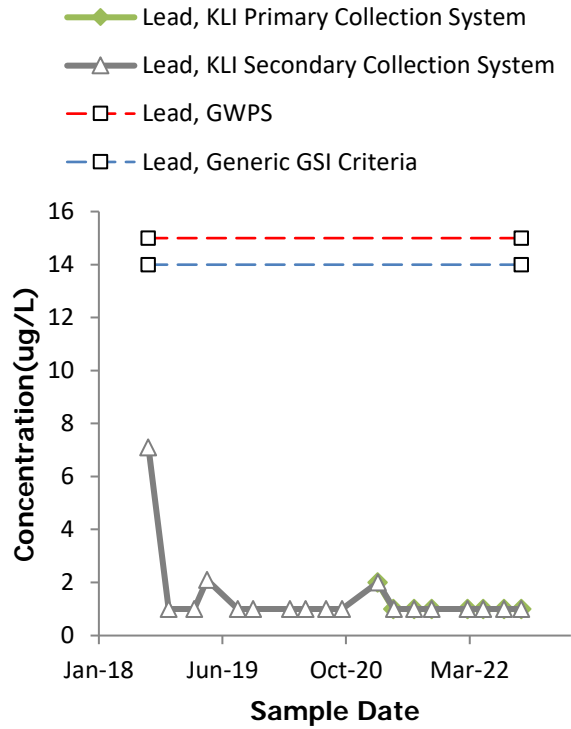 Lead, KLI Primary Collection System
Lead, KLI Secondary Collection System
Lead, GWPS
Lead, Generic GSI Criteria
16
14
12
10
8
6
4
2
0
Concentration(ug/L)
Jan-18 Jun-19 Oct-20 Mar-22
Sample Date